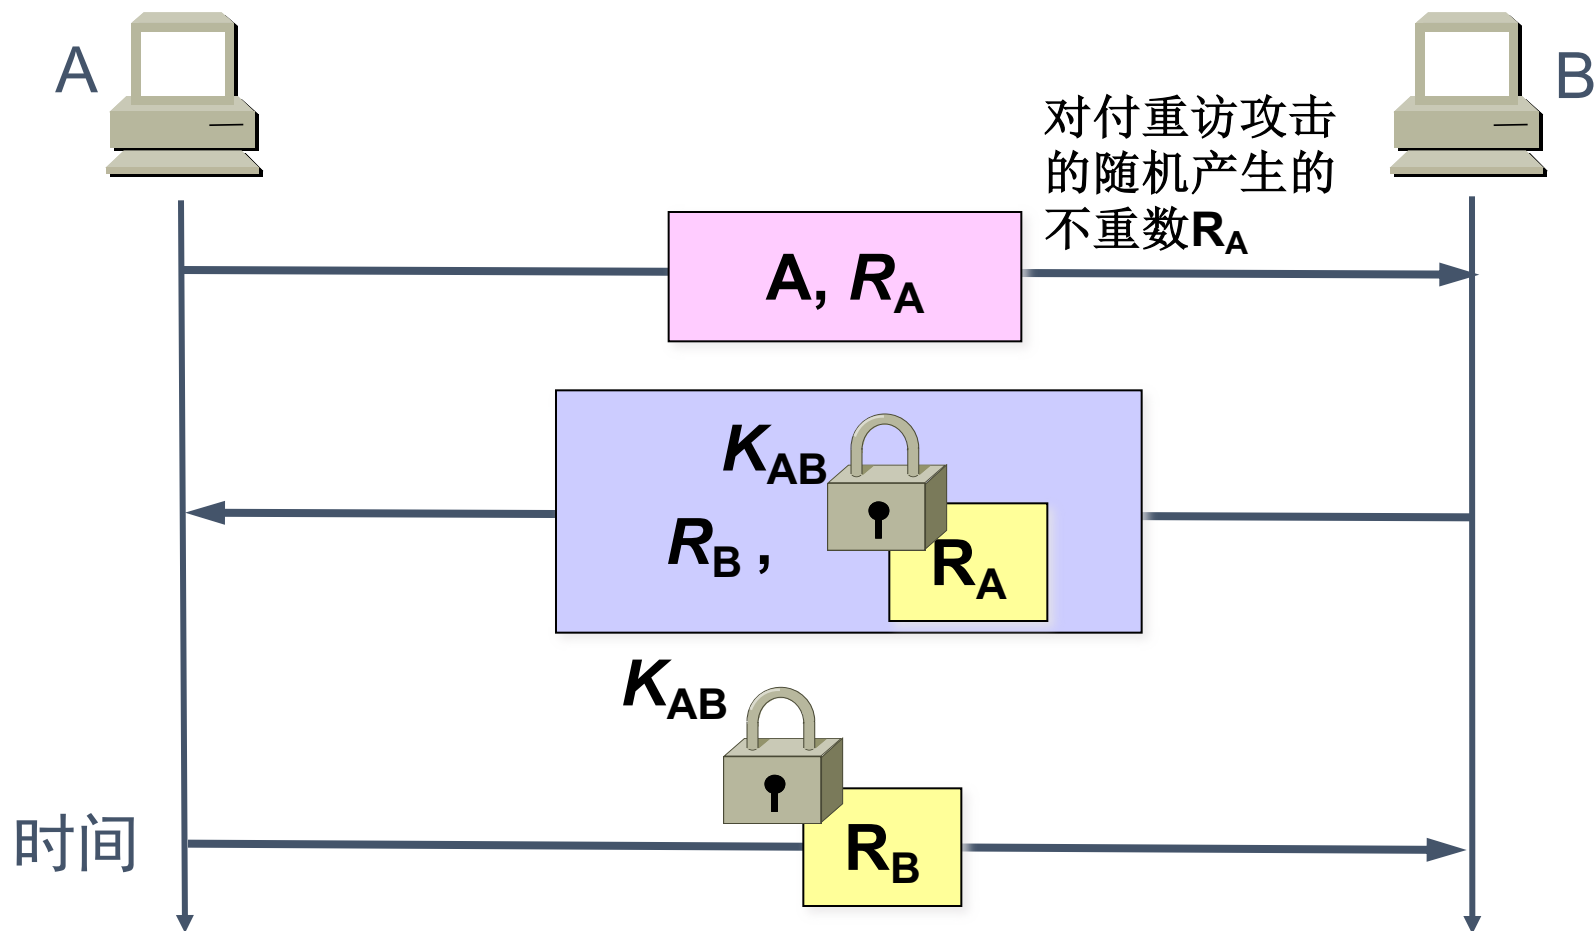 A
B
对付重访攻击
的随机产生的
不重数RA
A, RA
KAB
RB ,
RA
KAB
时间
RB